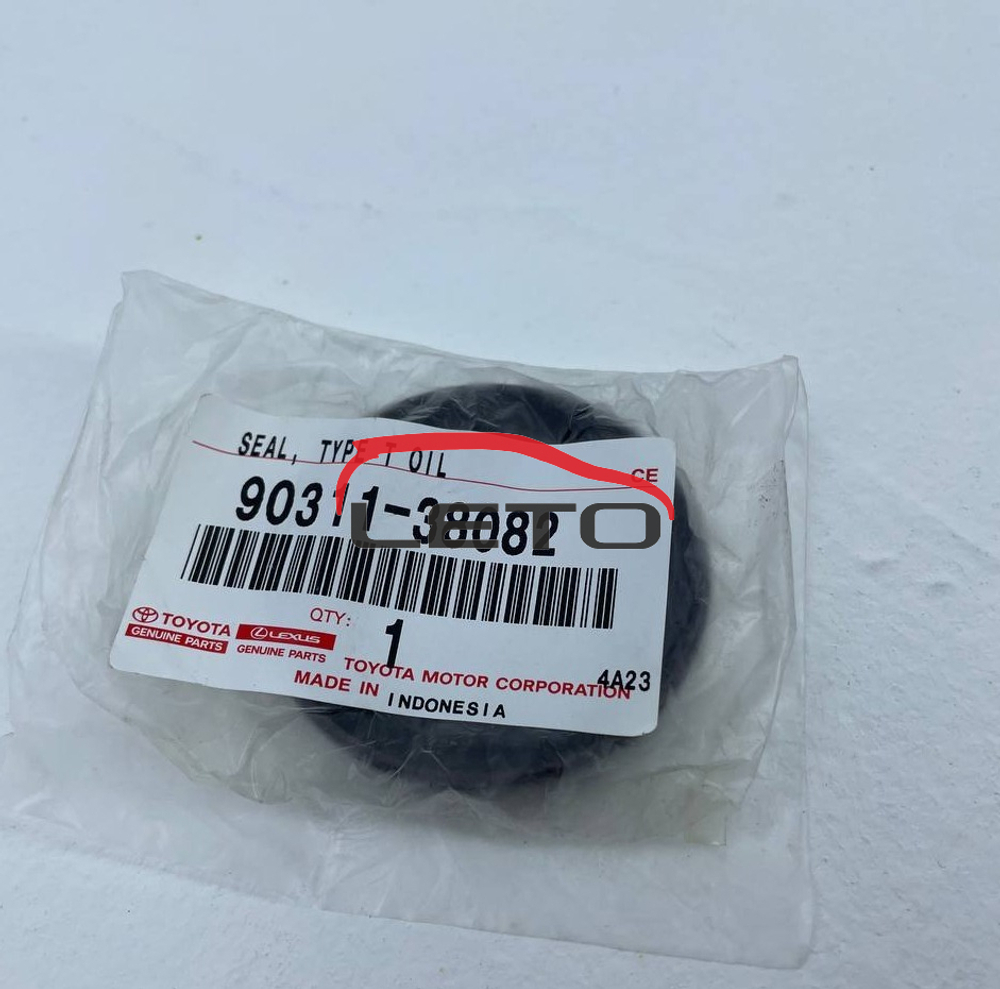 SEAL, TYPE T OIL
CE
90311-38082
LETO
QTY:
1
TOYOTA
GENUINE PARTS
LEXUS
GENUINE PARTS
TOYOTA MOTOR CORPORATION
4A23
MADE IN INDONESIA